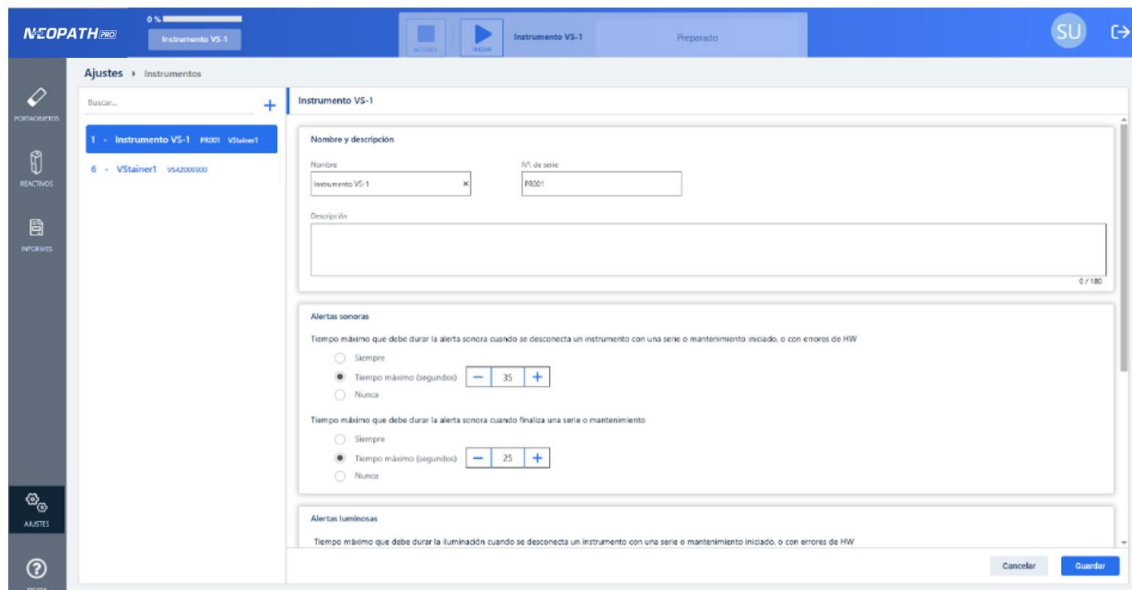 NEOPATH PRO
0 %
Instrumento VS-1
DETENER
INICIAR
Instrumento VS-1
Preparado
SU
Ajustes
Instrumentos
PORTAOBJETOS
REACTIVOS
INFORMES
AJUSTES
AYUDA
Buscar...
1 - Instrumento VS-1 PR001 VStainer1
6 - VStainer1 VS42000000
Instrumento VS-1
Nombre y descripción
Nombre
Nº. de serie
Instrumento VS-1
PR001
Descripción
0 / 180
Alertas sonoras
Tiempo máximo que debe durar la alerta sonora cuando se desconecta un instrumento con una serie o mantenimiento iniciado, o con errores de HW
Siempre
Tiempo máximo (segundos) − 35 +
Nunca
Tiempo máximo que debe durar la alerta sonora cuando finaliza una serie o mantenimiento
Siempre
Tiempo máximo (segundos) − 25 +
Nunca
Alertas luminosas
Tiempo máximo que debe durar la iluminación cuando se desconecta un instrumento con una serie o mantenimiento iniciado, o con errores de HW
Cancelar
Guardar